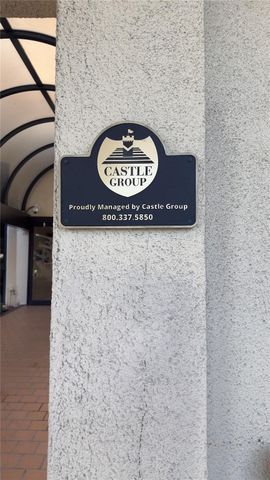 CASTLE
GROUP
Proudly Managed by Castle Group
800.337.5850